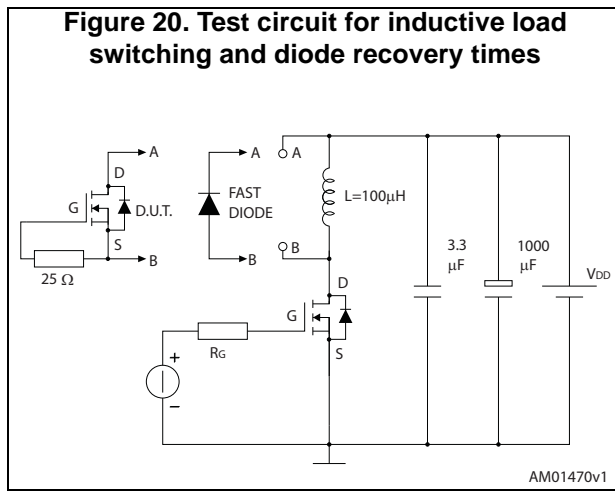 Figure 20. Test circuit for inductive load
switching and diode recovery times
A
D
G
D.U.T.
S
B
25 Ω
A
FAST
DIODE
B
A
L=100μH
B
D
G
S
RG
+
−
3.3
μF
1000
μF
VDD
AM01470v1